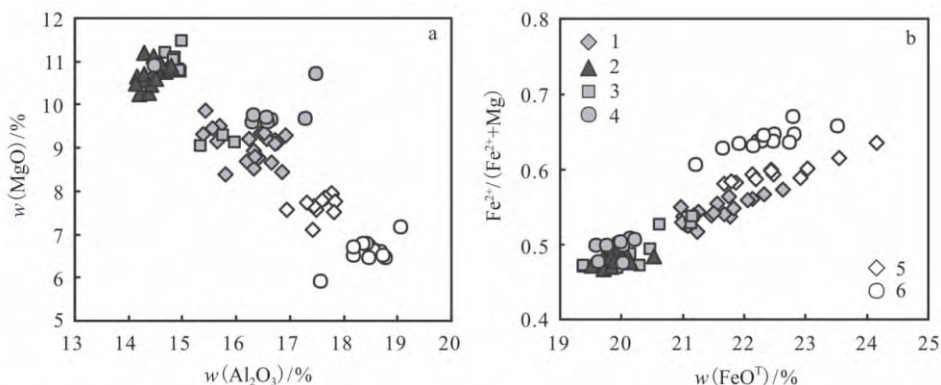 12
11
10
9
8
7
6
5
13 14 15 16 17 18 19 20
w(MgO)/%
w(Al₂O₃)/%
a
0.8
0.7
0.6
0.5
0.4
19 20 21 22 23 24 25
Fe²⁺/(Fe²⁺+Mg)
w(FeOᵀ)/%
b
1
2
3
4
5
6